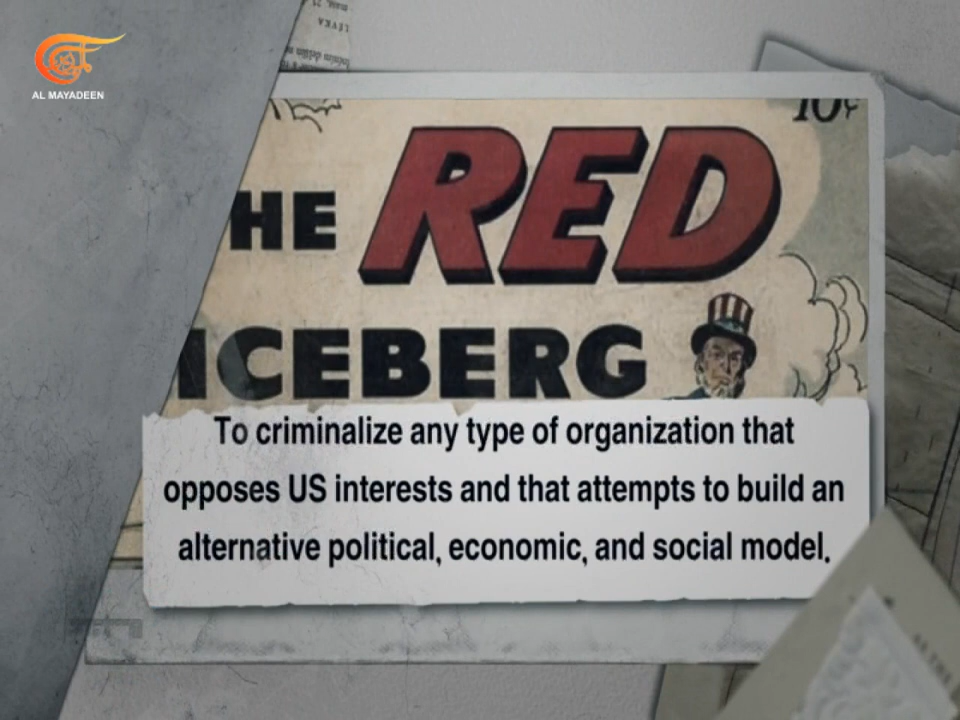 AL MAYADEEN
10¢
HE RED
ICEBERG
To criminalize any type of organization that
opposes US interests and that attempts to build an
alternative political, economic, and social model.